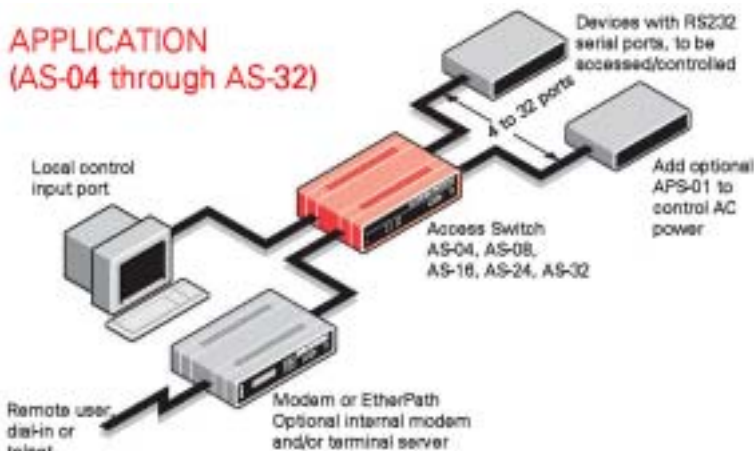 APPLICATION
(AS-04 through AS-32)
Devices with RS232
serial ports, to be
accessed/controlled
4 to 32 ports
Local control
input port
Add optional
APS-01 to
control AC
power
Access Switch
AS-04, AS-08,
AS-16, AS-24, AS-32
Modem or EtherPath
Optional internal modem
and/or terminal server
Remote user,
dial-in or
telnet